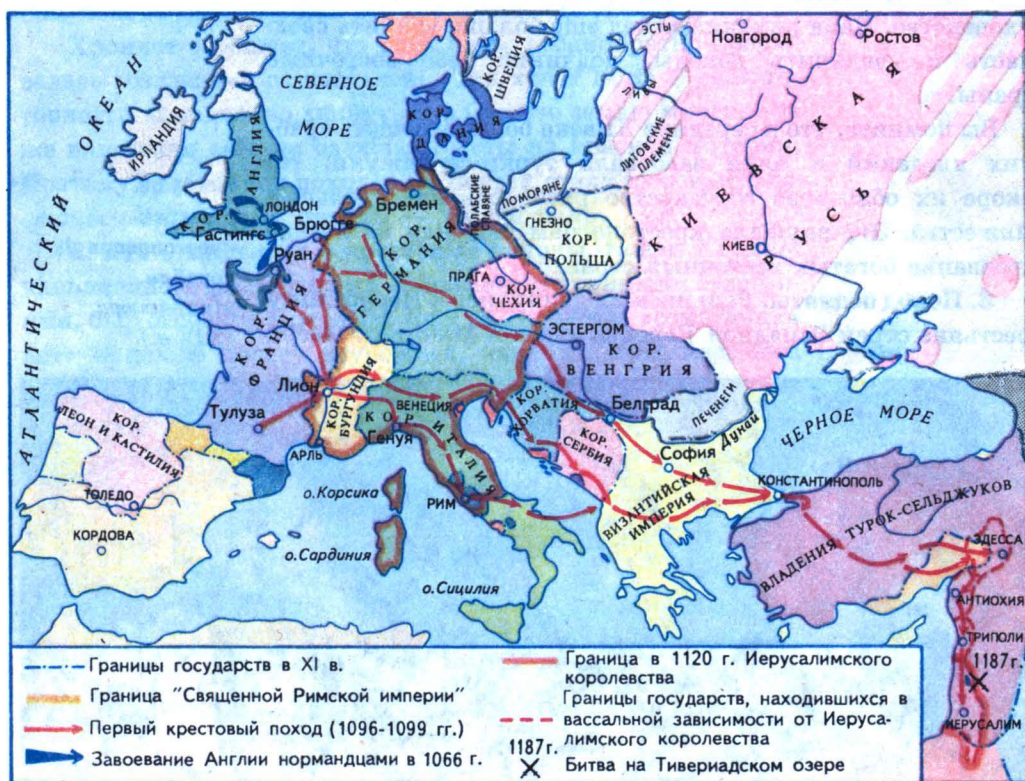 АТЛАНТИЧЕСКИЙ ОКЕАН
СЕВЕРНОЕ
МОРЕ
ИРЛАНДИЯ
КОР. АНГЛИЯ
ЛОНДОН
Гастингс
КОР. ДАНИЯ
КОР.
ШВЕЦИЯ
ЭСТЫ
Новгород
Ростов
ЛИВЫ
ЛИТОВСКИЕ
ПЛЕМЕНА
КИЕВСКАЯ
РУСЬ
КИЕВ
ПОМОРЯНЕ
ГНЕЗНО
КОР.
ПОЛЬША
ПОЛАБСКИЕ
СЛАВЯНЕ
Бремен
Брюгге
Руан
КОР.
ГЕРМАНИЯ
ПРАГА
КОР.
ЧЕХИЯ
КОР.
ФРАНЦИЯ
Лион
КОР.
БУРГУНДИЯ
Тулуза
АРЛЬ
ЭСТЕРГОМ
КОР.
ВЕНГРИЯ
ВЕНЕЦИЯ
Генуя
КОР. ИТАЛИЯ
КОР.
ХОРВАТИЯ
Белград
ПЕЧЕНЕГИ
Дунай
КОР.
СЕРБИЯ
София
ЧЕРНОЕ МОРЕ
КОР.
ЛЕОН И КАСТИЛИЯ
ТОЛЕДО
КОРДОВА
о.Корсика
о.Сардиния
РИМ
о.Сицилия
ВИЗАНТИЙСКАЯ
ИМПЕРИЯ
КОНСТАНТИНОПОЛЬ
ВЛАДЕНИЯ ТУРОК-СЕЛЬДЖУКОВ
ЭДЕССА
АНТИОХИЯ
ТРИПОЛИ
1187г.
ИЕРУСАЛИМ
Границы государств в XI в.
Граница "Священной Римской империи"
Первый крестовый поход (1096-1099 гг.)
Завоевание Англии нормандцами в 1066 г.
Граница в 1120 г. Иерусалимского
королевства
Границы государств, находившихся в
вассальной зависимости от Иеруса-
лимского королевства
1187г.
Битва на Тивериадском озере